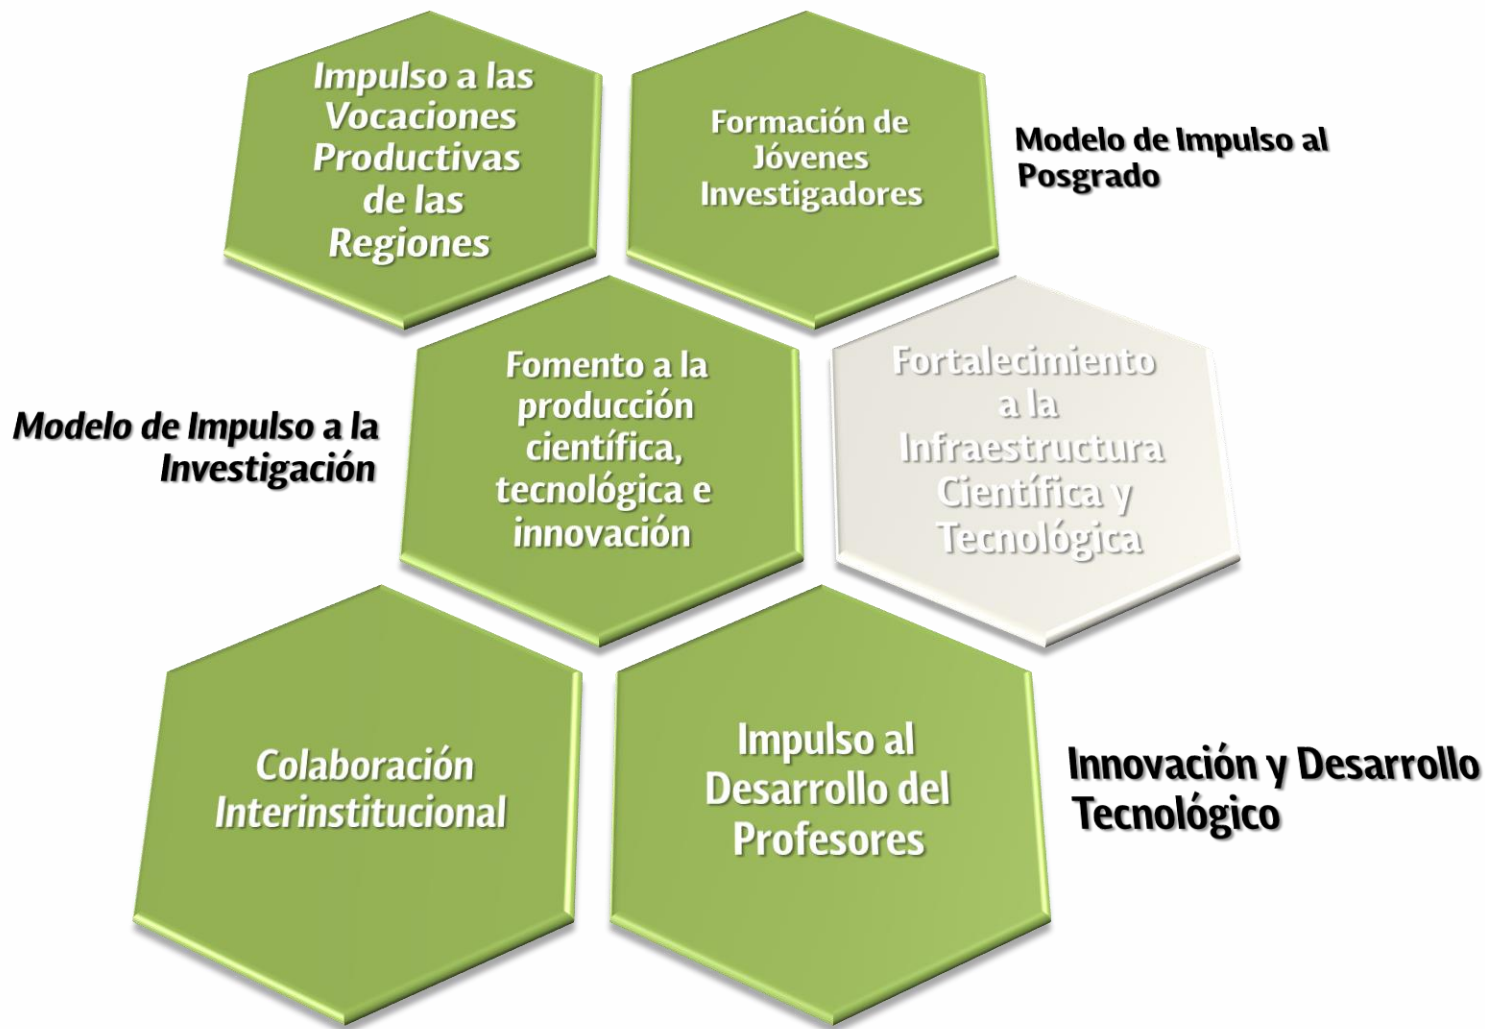 Impulso a las
Vocaciones
Productivas
de las
Regiones
Formación de
Jóvenes
Investigadores
Modelo de Impulso al
Posgrado
Modelo de Impulso a la
Investigación
Fomento a la
producción
científica,
tecnológica e
innovación
Fortalecimiento
a la
Infraestructura
Científica y
Tecnológica
Colaboración
Interinstitucional
Impulso al
Desarrollo del
Profesores
Innovación y Desarrollo
Tecnológico